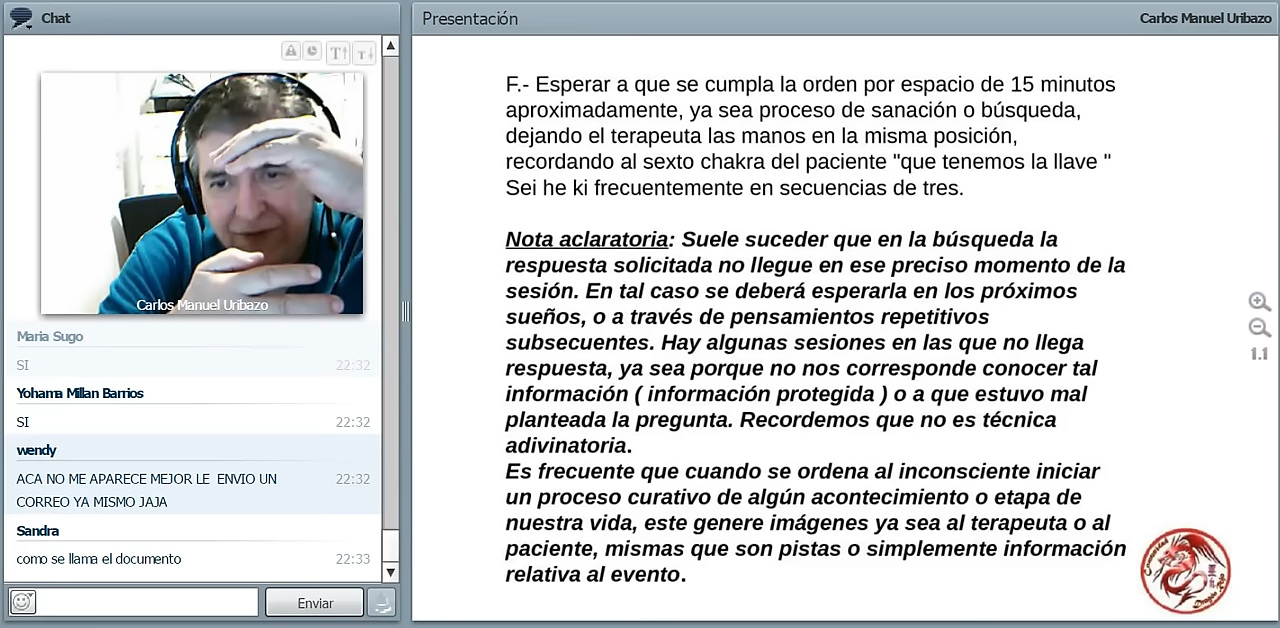 Chat
Carlos Manuel Uribazo
Maria Sugo
SI 22:32
Yohama Millan Barrios
SI 22:32
wendy
ACA NO ME APARECE MEJOR LE ENVIO UN 22:32
CORREO YA MISMO JAJA
Sandra
como se llama el documento 22:33
Enviar
Presentación
Carlos Manuel Uribazo
F.- Esperar a que se cumpla la orden por espacio de 15 minutos
aproximadamente, ya sea proceso de sanación o búsqueda,
dejando el terapeuta las manos en la misma posición,
recordando al sexto chakra del paciente "que tenemos la llave "
Sei he ki frecuentemente en secuencias de tres.
Nota aclaratoria: Suele suceder que en la búsqueda la
respuesta solicitada no llegue en ese preciso momento de la
sesión. En tal caso se deberá esperarla en los próximos
sueños, o a través de pensamientos repetitivos
subsecuentes. Hay algunas sesiones en las que no llega
respuesta, ya sea porque no nos corresponde conocer tal
información ( información protegida ) o a que estuvo mal
planteada la pregunta. Recordemos que no es técnica
adivinatoria.
Es frecuente que cuando se ordena al inconsciente iniciar
un proceso curativo de algún acontecimiento o etapa de
nuestra vida, este genere imágenes ya sea al terapeuta o al
paciente, mismas que son pistas o simplemente información
relativa al evento.
1.1
Comunidad
Dragón Rojo